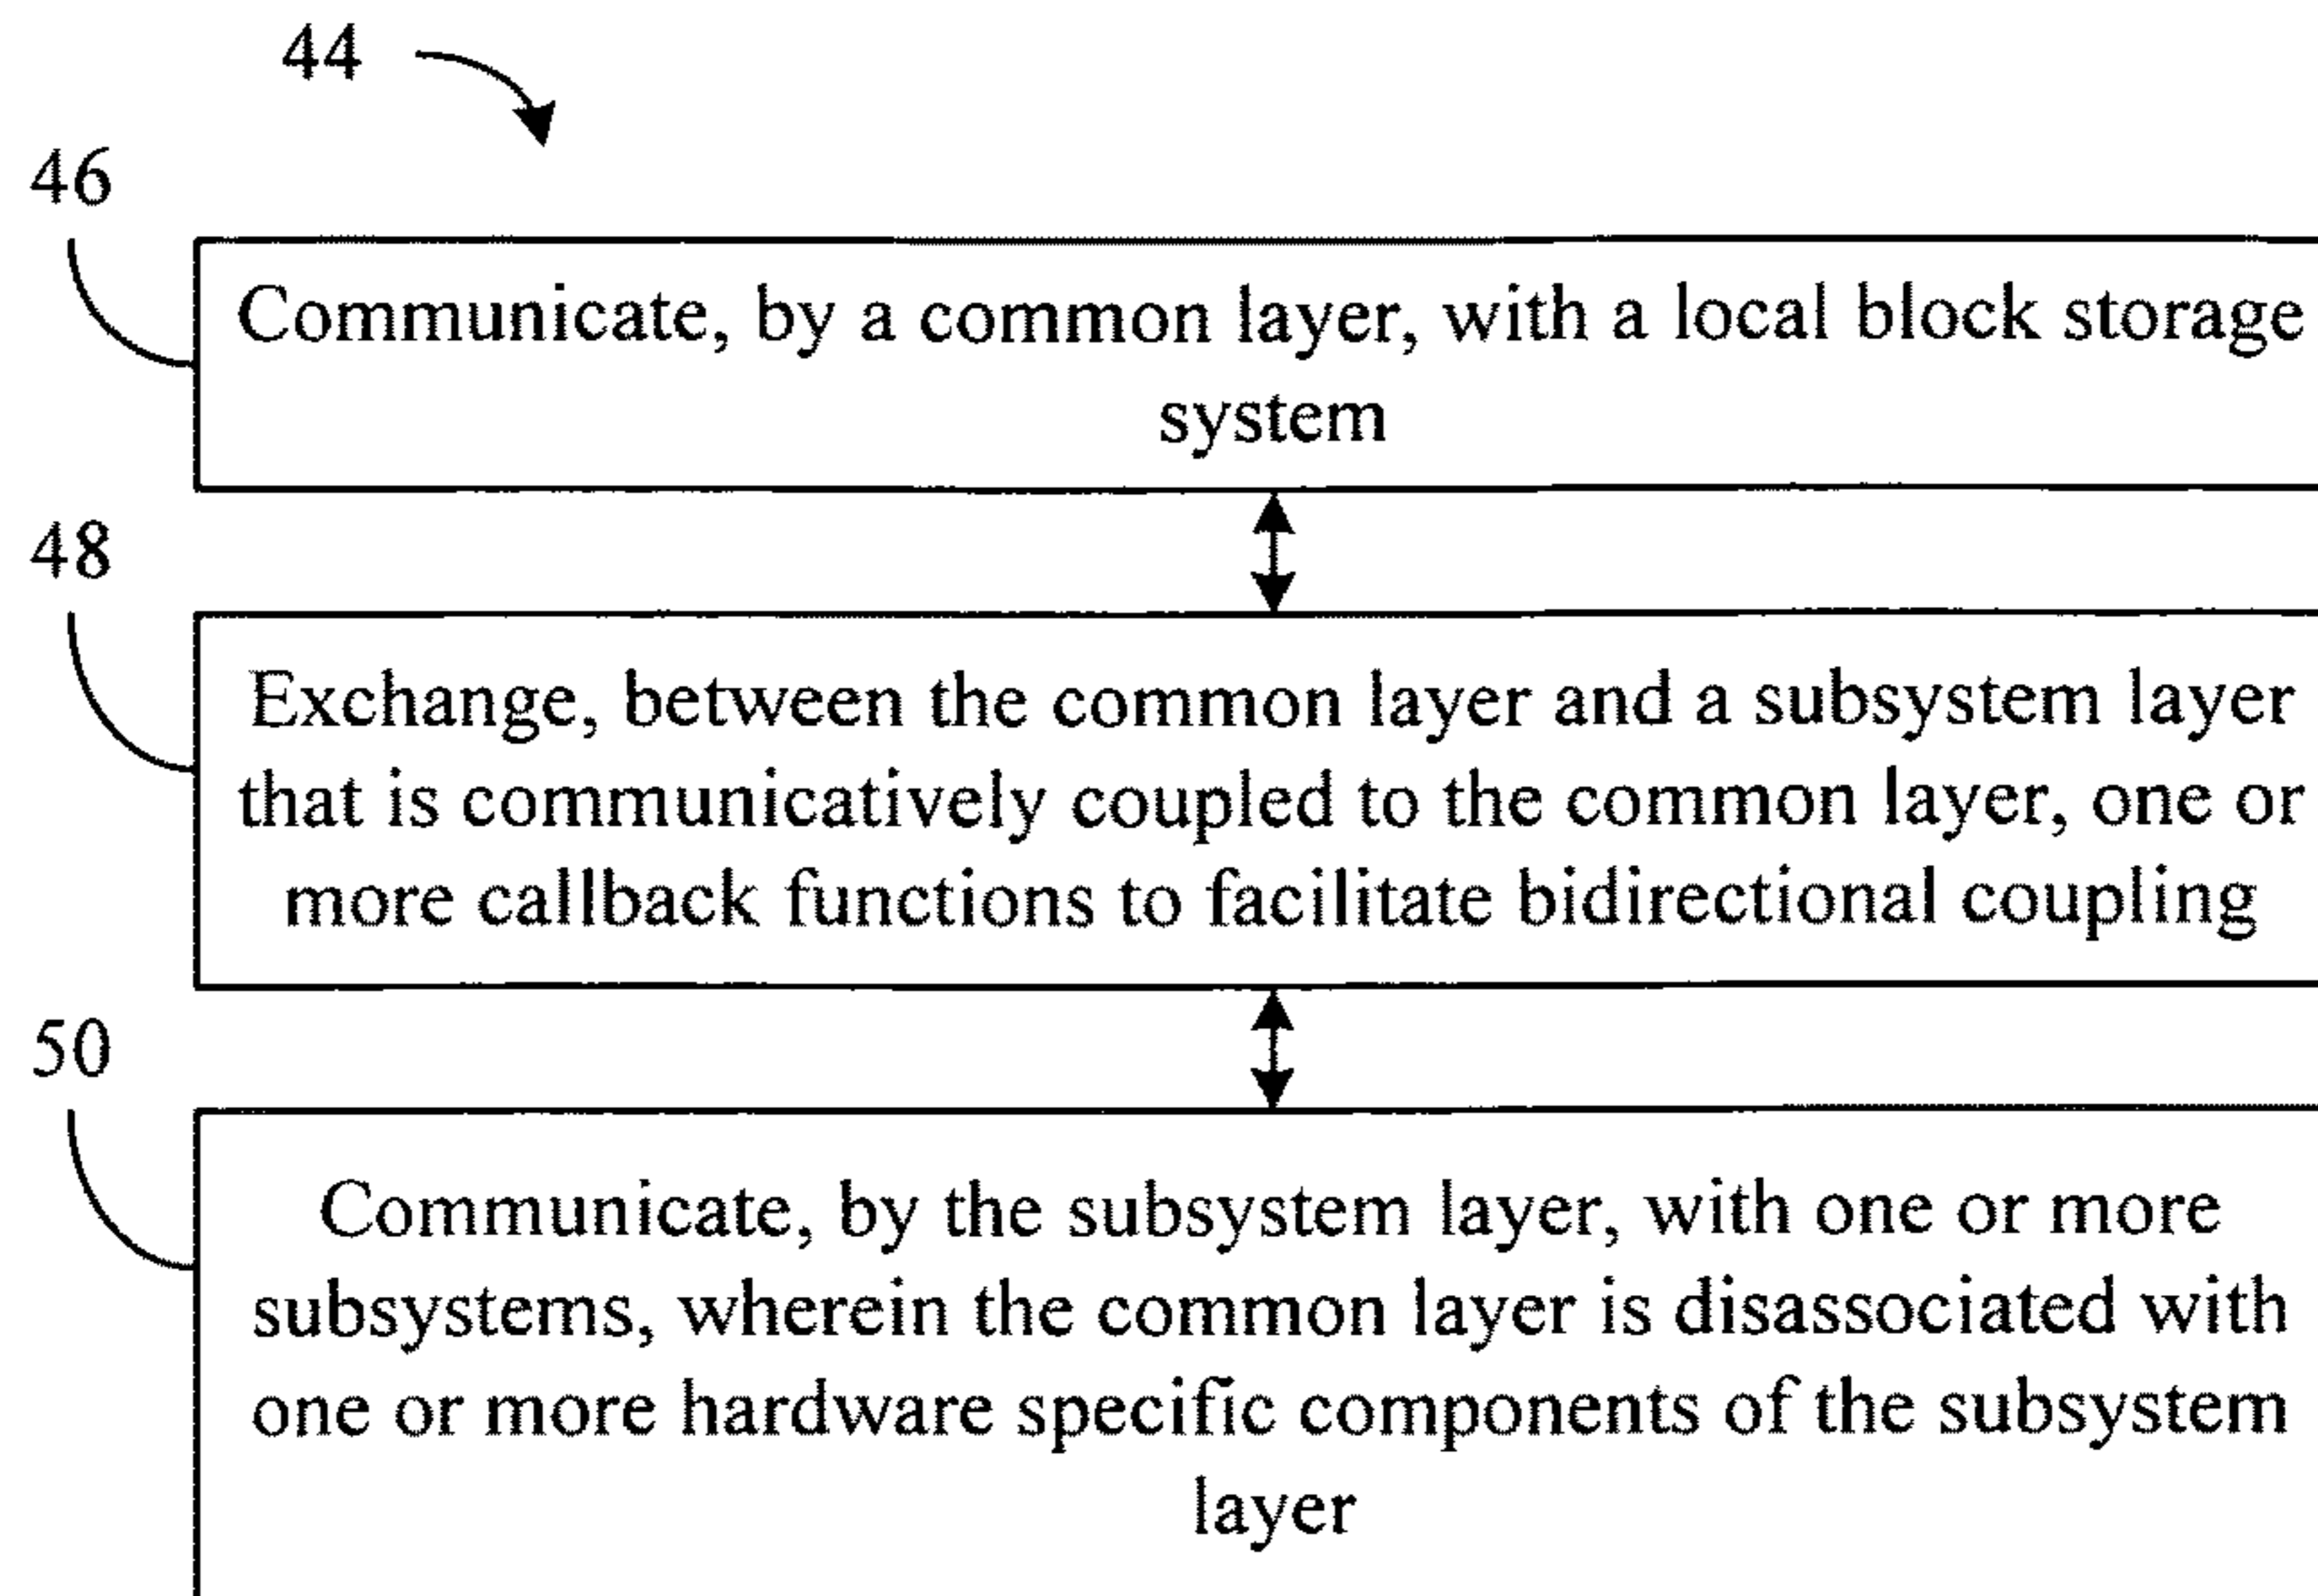 44
46
Communicate, by a common layer, with a local block storage
system
48
Exchange, between the common layer and a subsystem layer
that is communicatively coupled to the common layer, one or
more callback functions to facilitate bidirectional coupling
50
Communicate, by the subsystem layer, with one or more
subsystems, wherein the common layer is disassociated with
one or more hardware specific components of the subsystem
layer